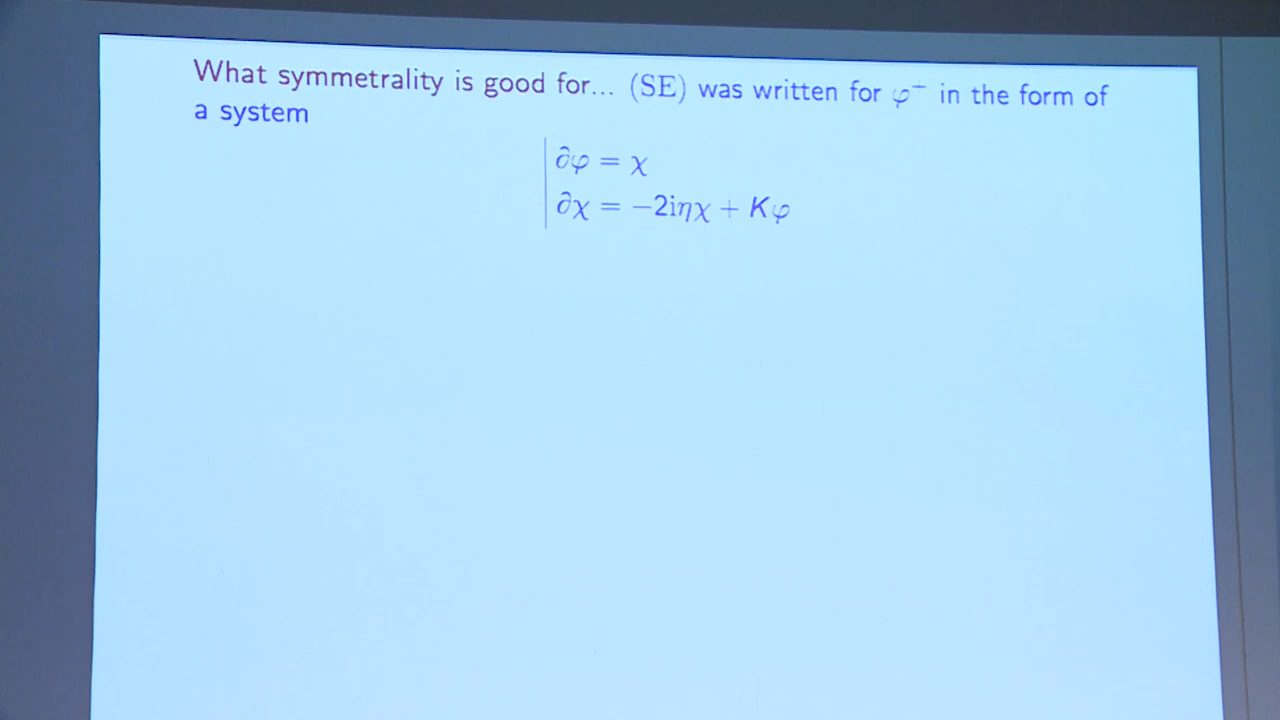 What symmetrality is good for... (SE) was written for φ⁻ in the form of
a system
∂φ = χ
∂χ = −2iηχ + Kφ